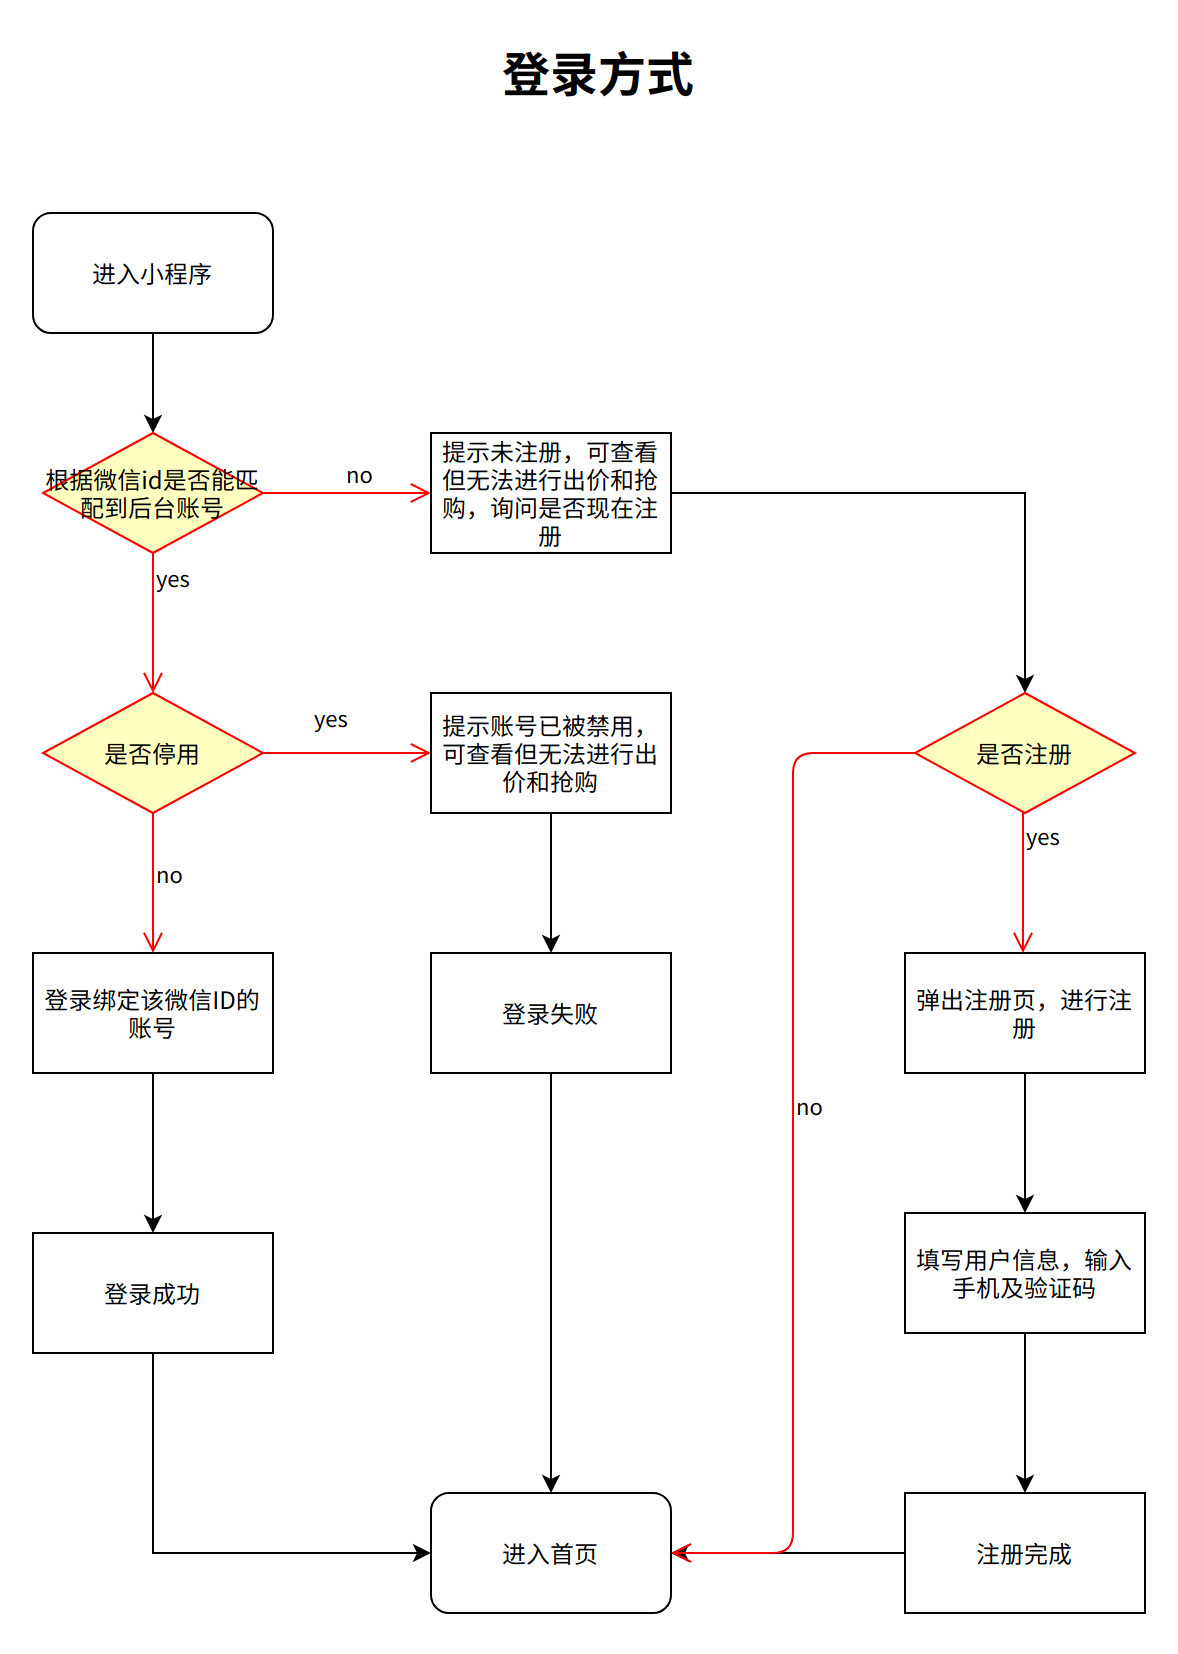 登录方式
进入小程序
根据微信id是否能匹
配到后台账号
no
提示未注册，可查看
但无法进行出价和抢
购，询问是否现在注
册
yes
是否停用
yes
提示账号已被禁用，
可查看但无法进行出
价和抢购
是否注册
yes
no
登录绑定该微信ID的
账号
登录失败
弹出注册页，进行注
册
no
登录成功
填写用户信息，输入
手机及验证码
进入首页
注册完成